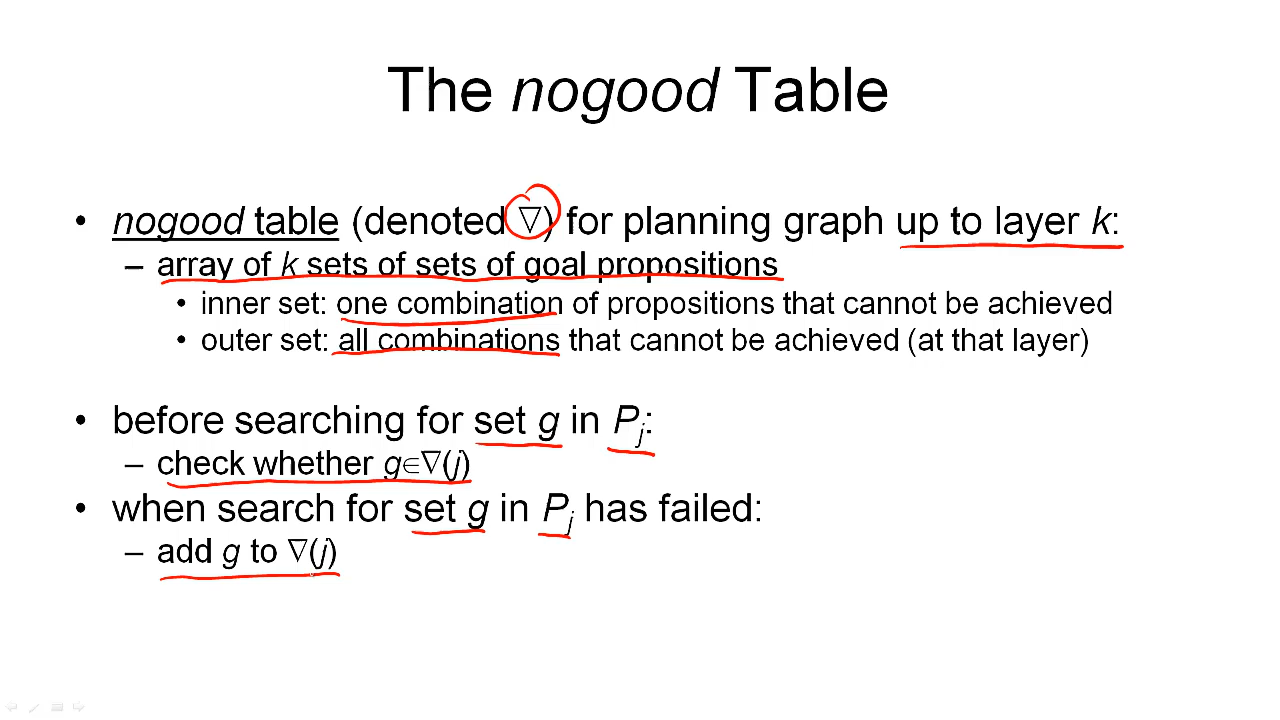 The nogood Table
• nogood table (denoted ∇) for planning graph up to layer k:
– array of k sets of sets of goal propositions
• inner set: one combination of propositions that cannot be achieved
• outer set: all combinations that cannot be achieved (at that layer)
• before searching for set g in Pj:
– check whether g∈∇(j)
• when search for set g in Pj has failed:
– add g to ∇(j)